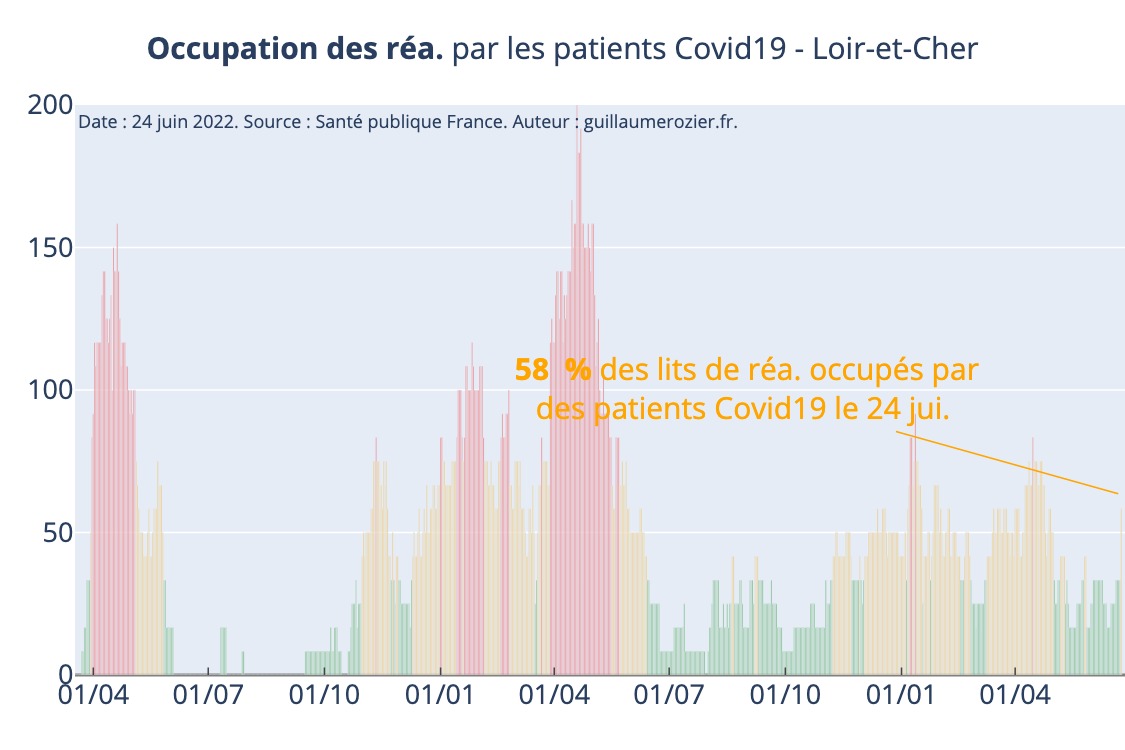 Occupation des réa. par les patients Covid19 - Loir-et-Cher
200
Date : 24 juin 2022. Source : Santé publique France. Auteur : guillaumerozier.fr.
150
58 % des lits de réa. occupés par
des patients Covid19 le 24 jui.
100
50
0
01/04 01/07 01/10 01/01 01/04 01/07 01/10 01/01 01/04